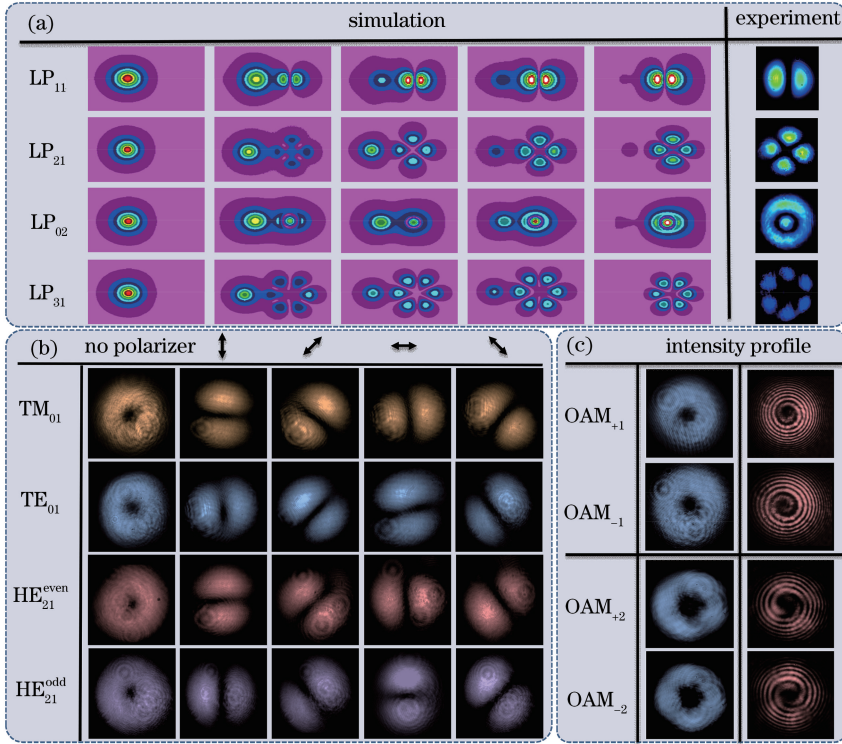 (a)
simulation
experiment
LP₁₁
LP₂₁
LP₀₂
LP₃₁
(b)
no polarizer
TM₀₁
TE₀₁
HE₂₁ᵉᵛᵉⁿ
HE₂₁ᵒᵈᵈ
(c)
intensity profile
OAM₊₁
OAM₋₁
OAM₊₂
OAM₋₂